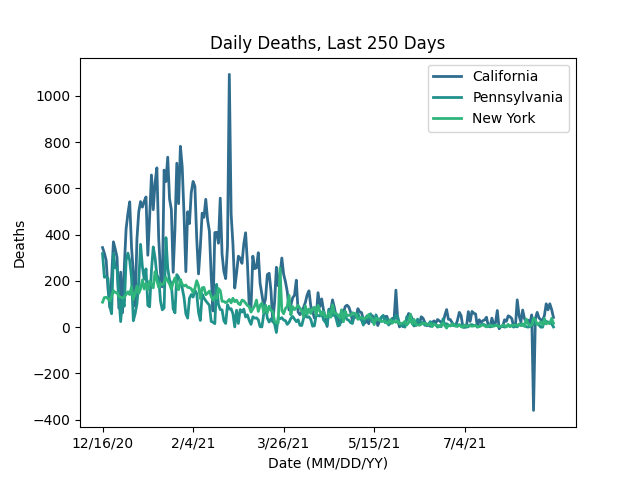 Daily Deaths, Last 250 Days
California
Pennsylvania
New York
1000
800
600
400
200
0
−200
−400
Deaths
12/16/20 2/4/21 3/26/21 5/15/21 7/4/21
Date (MM/DD/YY)